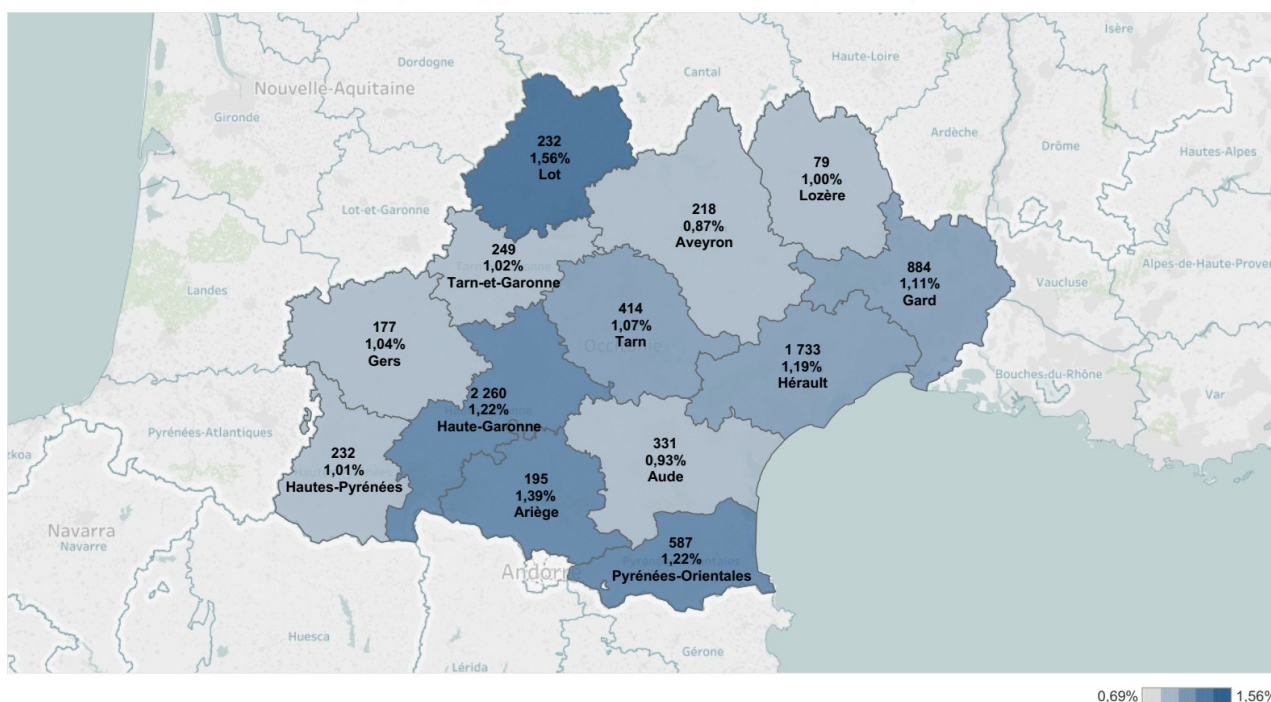 Isère
Haute-Loire
Dordogne
Cantal
Nouvelle-Aquitaine
Gironde
Ardèche
Drôme
Hautes-Alpes
232
1,56%
Lot
79
1,00%
Lozère
Lot-et-Garonne
218
0,87%
Aveyron
249
1,02%
Tarn-et-Garonne
884
1,11%
Gard
Alpes-de-Haute-Proven
Vaucluse
Landes
414
1,07%
Tarn
Occitanie
177
1,04%
Gers
1 733
1,19%
Hérault
Bouches-du-Rhône
Var
2 260
1,22%
Haute-Garonne
Pyrénées-Atlantiques
zkoa
232
1,01%
Hautes-Pyrénées
331
0,93%
Aude
195
1,39%
Ariège
Navarra
Navarre
587
1,22%
Pyrénées-Orientales
Andorre
Huesca
Lérida
Gérone
0,69%
1,56%